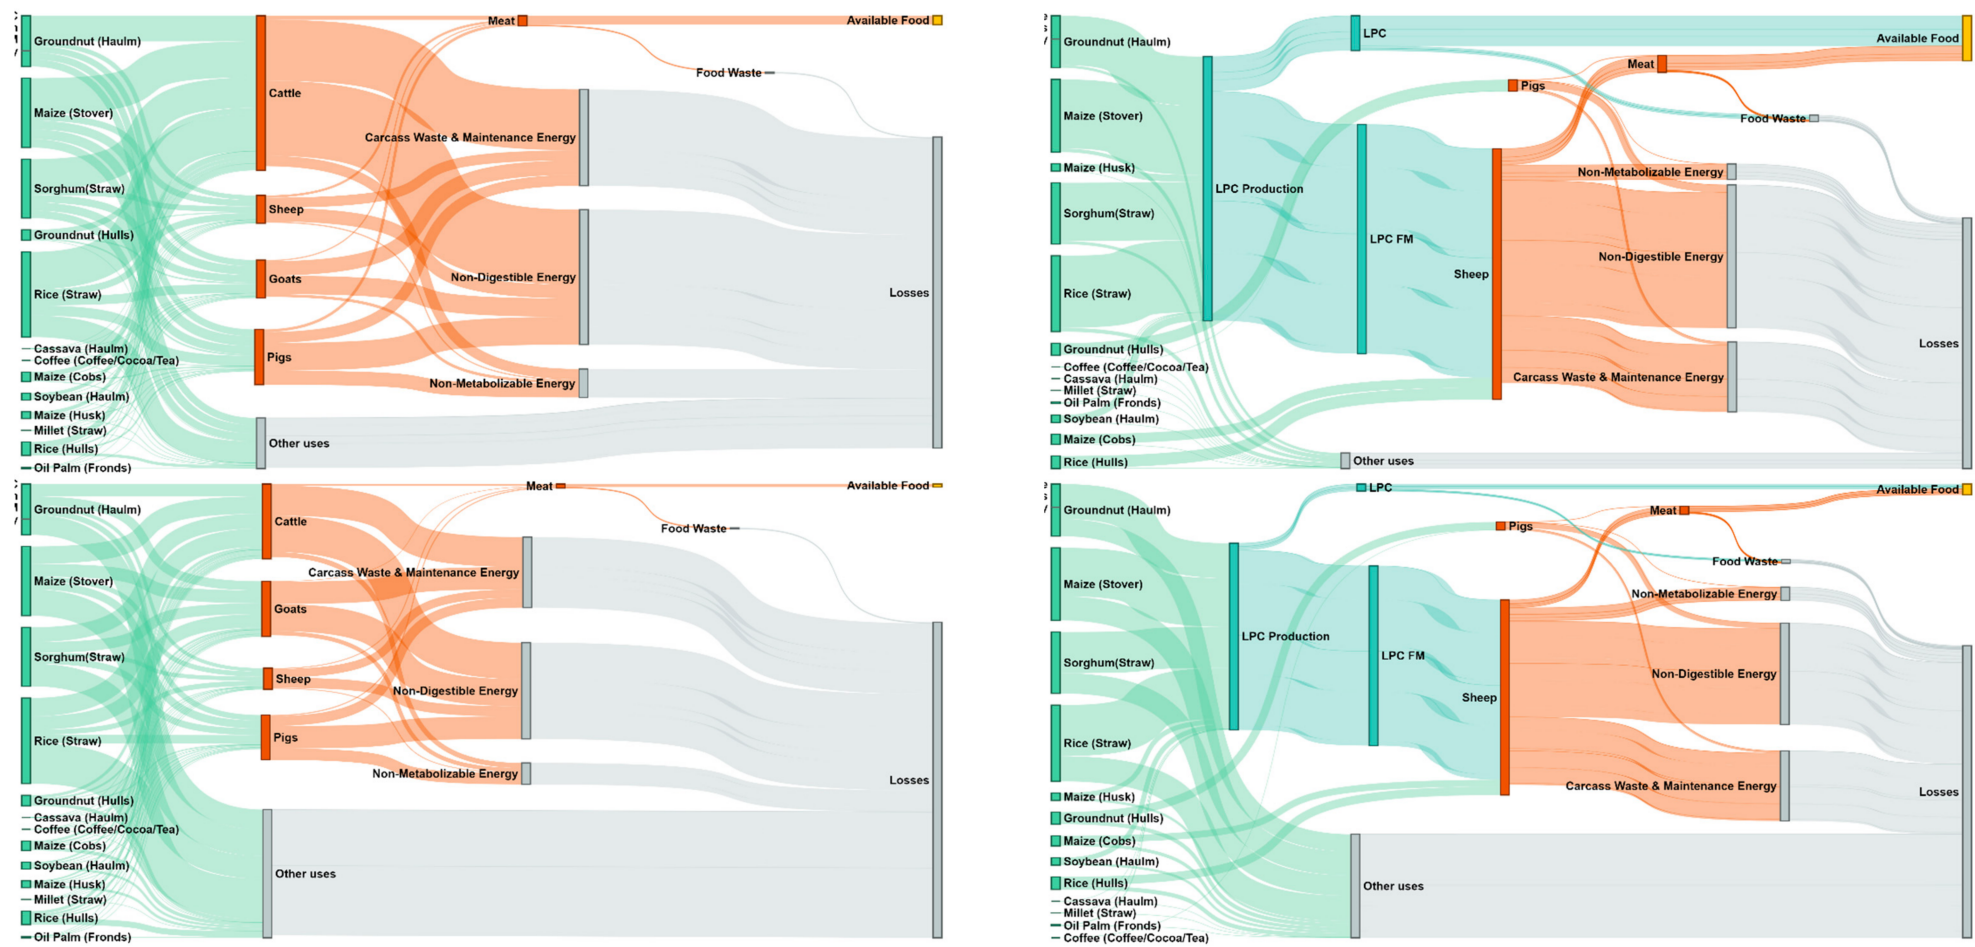 Groundnut (Haulm)
Maize (Stover)
Sorghum(Straw)
Groundnut (Hulls)
Rice (Straw)
Cassava (Haulm)
Coffee (Coffee/Cocoa/Tea)
Maize (Cobs)
Soybean (Haulm)
Maize (Husk)
Millet (Straw)
Rice (Hulls)
Oil Palm (Fronds)
Cattle
Sheep
Goats
Pigs
Other uses
Meat
Food Waste
Carcass Waste & Maintenance Energy
Non-Digestible Energy
Non-Metabolizable Energy
Available Food
Losses
Groundnut (Haulm)
Maize (Stover)
Maize (Husk)
Sorghum(Straw)
Rice (Straw)
Groundnut (Hulls)
Coffee (Coffee/Cocoa/Tea)
Cassava (Haulm)
Millet (Straw)
Oil Palm (Fronds)
Soybean (Haulm)
Maize (Cobs)
Rice (Hulls)
LPC Production
LPC
LPC FM
Other uses
Pigs
Sheep
Meat
Food Waste
Non-Metabolizable Energy
Non-Digestible Energy
Carcass Waste & Maintenance Energy
Available Food
Losses
Groundnut (Haulm)
Maize (Stover)
Sorghum(Straw)
Rice (Straw)
Groundnut (Hulls)
Cassava (Haulm)
Coffee (Coffee/Cocoa/Tea)
Maize (Cobs)
Soybean (Haulm)
Maize (Husk)
Millet (Straw)
Rice (Hulls)
Oil Palm (Fronds)
Cattle
Goats
Sheep
Pigs
Other uses
Meat
Food Waste
Carcass Waste & Maintenance Energy
Non-Digestible Energy
Non-Metabolizable Energy
Available Food
Losses
Groundnut (Haulm)
Maize (Stover)
Sorghum(Straw)
Rice (Straw)
Maize (Husk)
Groundnut (Hulls)
Maize (Cobs)
Soybean (Haulm)
Rice (Hulls)
Cassava (Haulm)
Millet (Straw)
Oil Palm (Fronds)
Coffee (Coffee/Cocoa/Tea)
LPC Production
LPC
LPC FM
Other uses
Pigs
Sheep
Meat
Food Waste
Non-Metabolizable Energy
Non-Digestible Energy
Carcass Waste & Maintenance Energy
Available Food
Losses